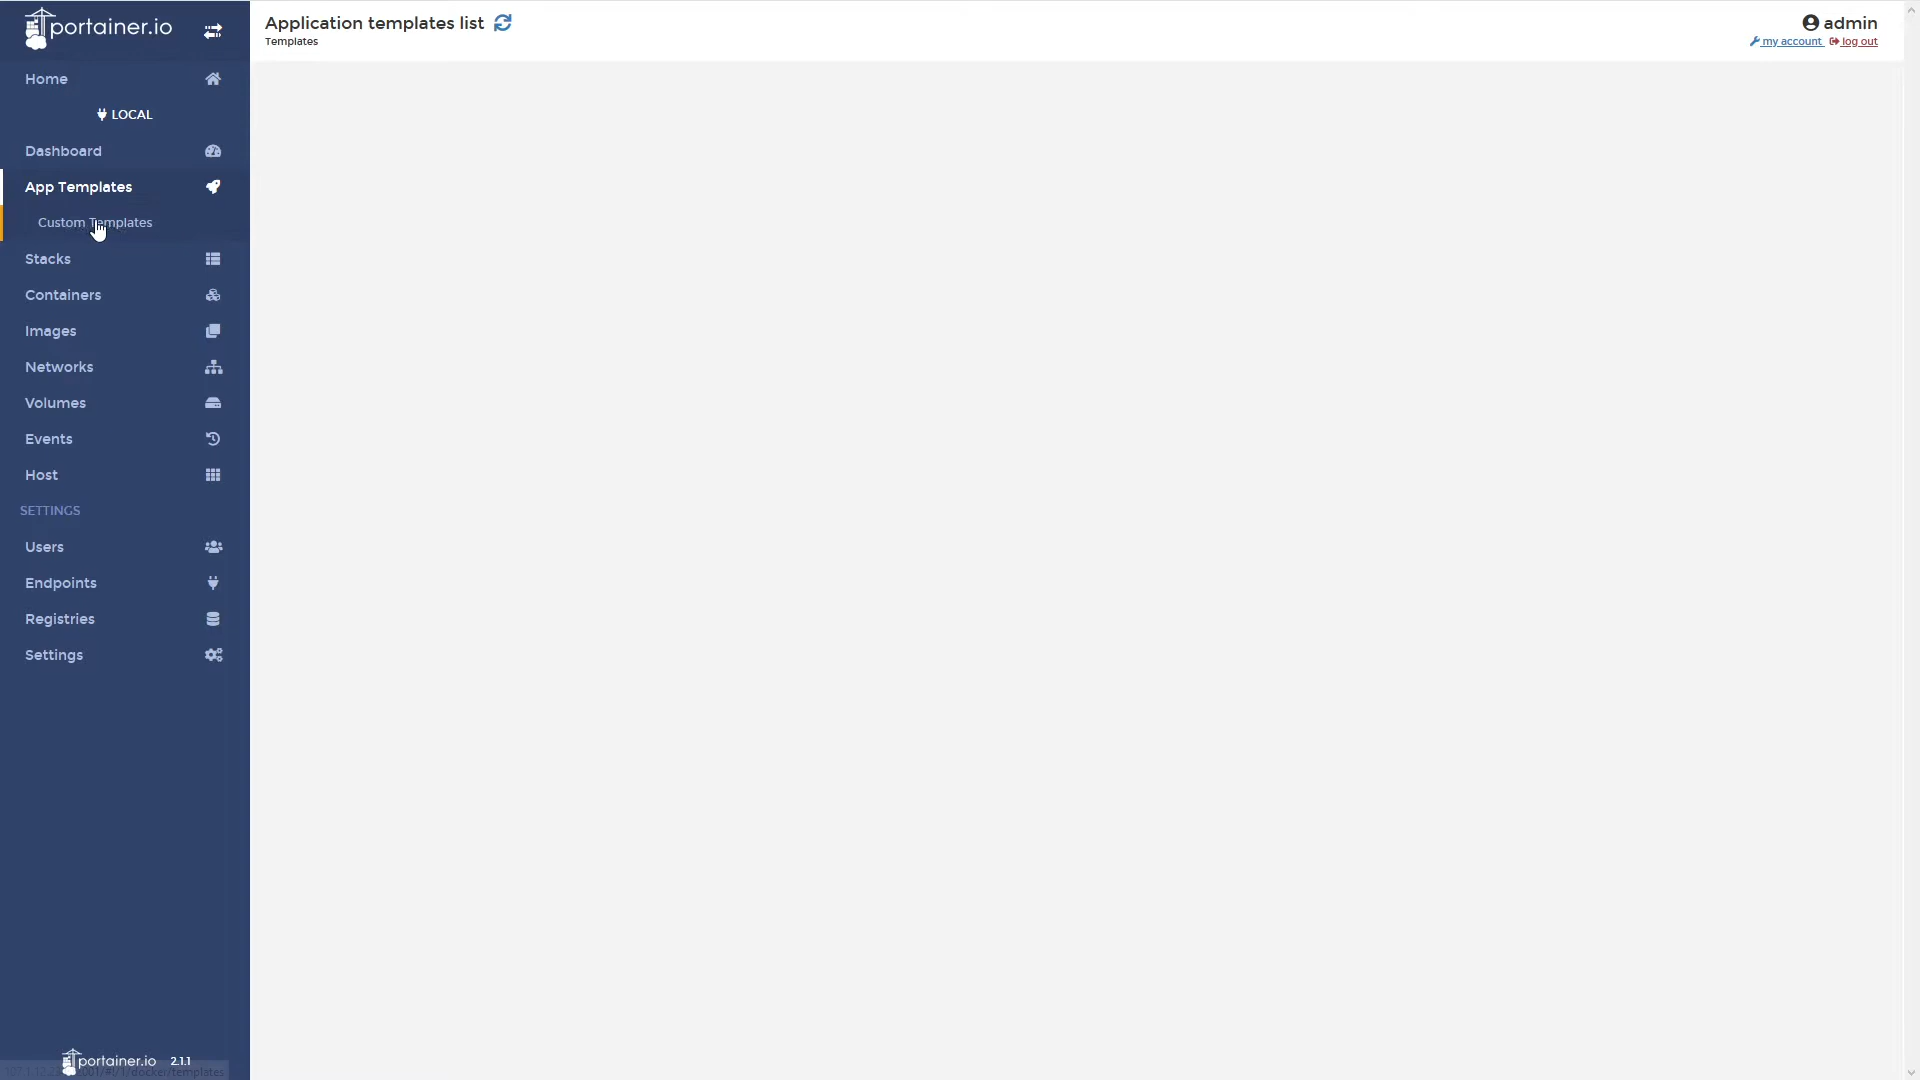 portainer.io
Application templates list
Templates
admin
my account
log out
Home
LOCAL
Dashboard
App Templates
Custom Templates
Stacks
Containers
Images
Networks
Volumes
Events
Host
SETTINGS
Users
Endpoints
Registries
Settings
portainer.io 2.1.1